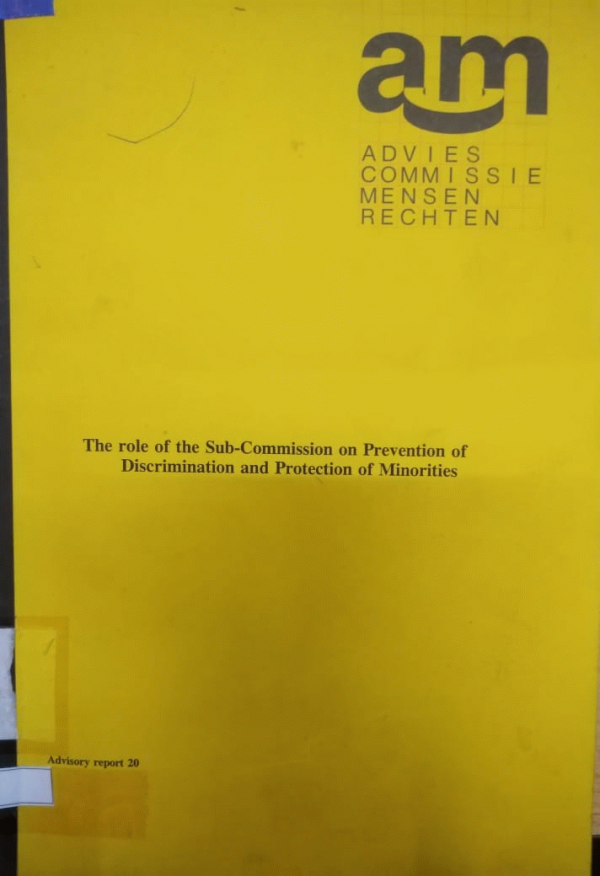 am
ADVIES
COMMISSIE
MENSEN
RECHTEN
The role of the Sub-Commission on Prevention of
Discrimination and Protection of Minorities
Advisory report 20